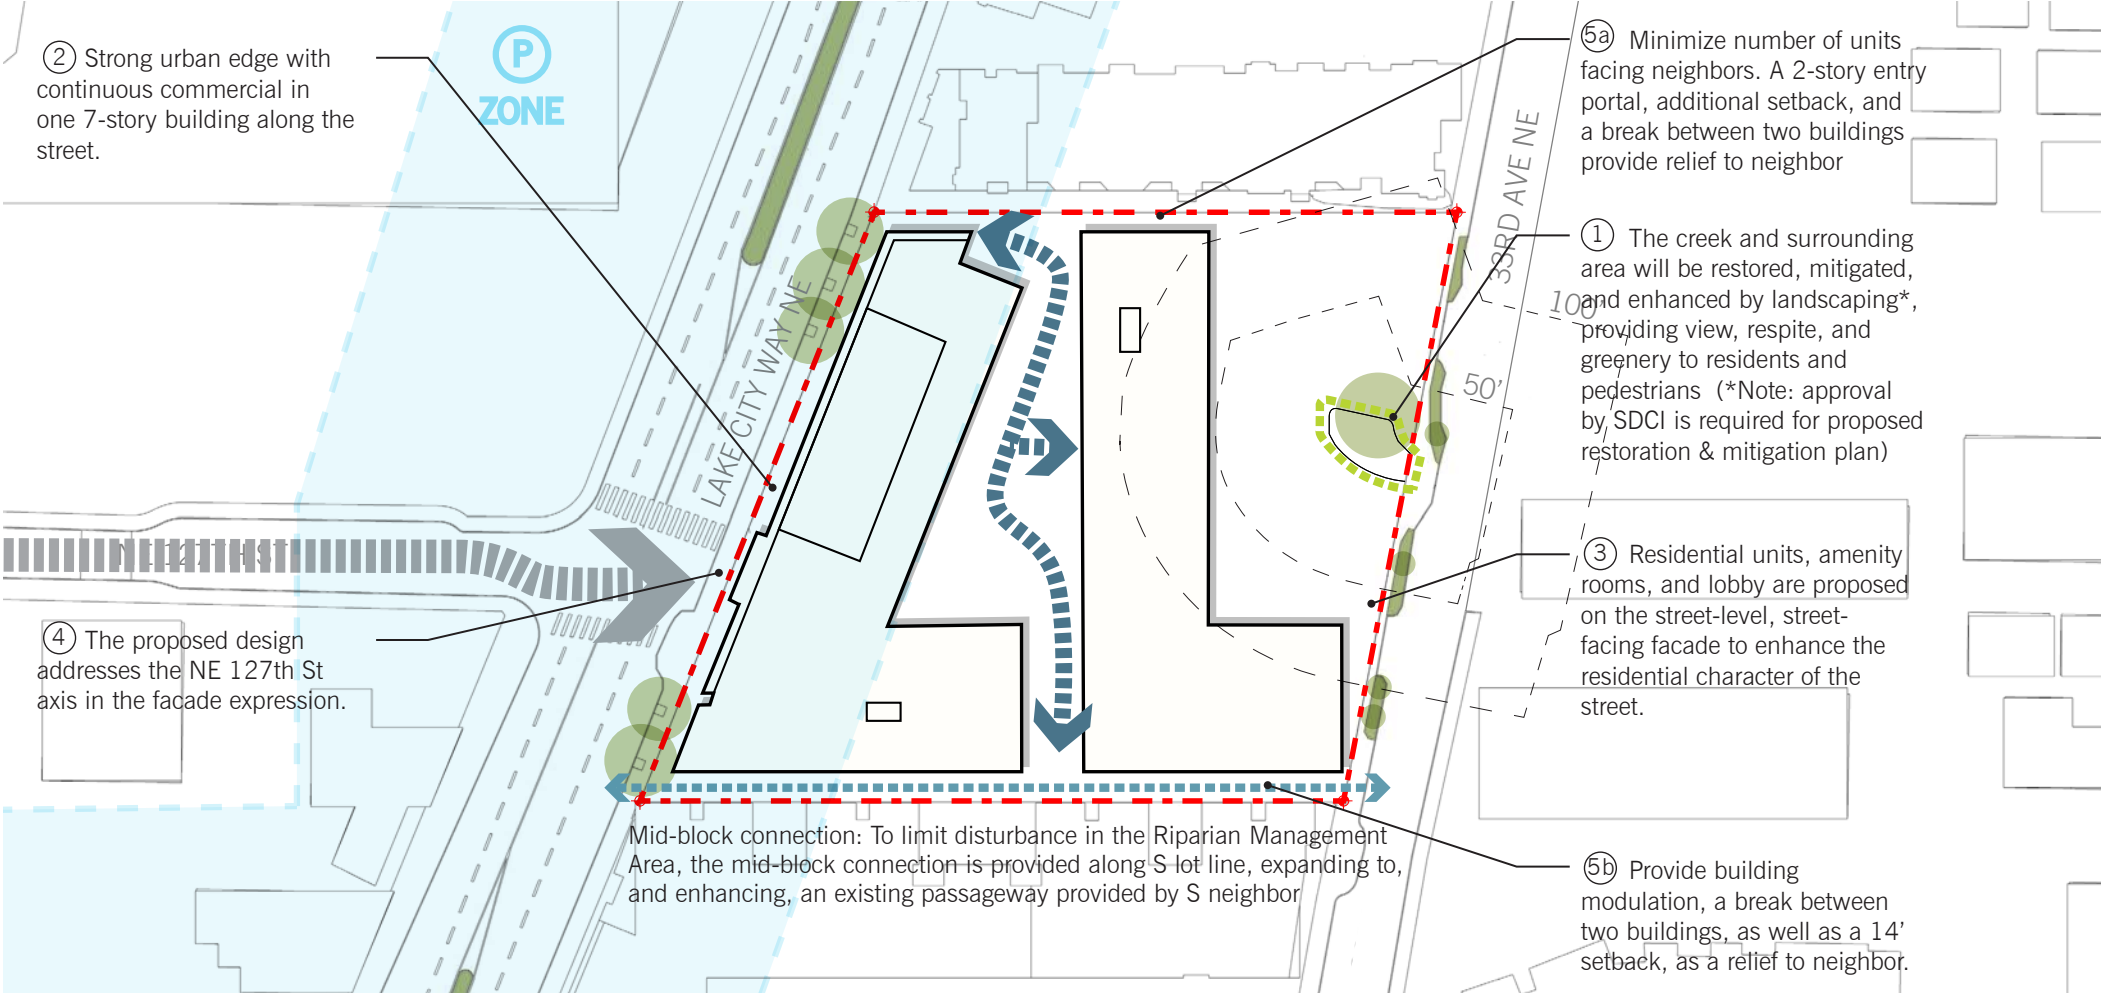 2 Strong urban edge with
continuous commercial in
one 7-story building along the
street.
P
ZONE
5a Minimize number of units
facing neighbors. A 2-story entry
portal, additional setback, and
a break between two buildings
provide relief to neighbor
33RD AVE NE
1 The creek and surrounding
area will be restored, mitigated,
and enhanced by landscaping*,
providing view, respite, and
greenery to residents and
pedestrians (*Note: approval
by SDCI is required for proposed
restoration & mitigation plan)
100'
50'
LAKE CITY WAY NE
NE 127TH ST
3 Residential units, amenity
rooms, and lobby are proposed
on the street-level, street-
facing facade to enhance the
residential character of the
street.
4 The proposed design
addresses the NE 127th St
axis in the facade expression.
Mid-block connection: To limit disturbance in the Riparian Management
Area, the mid-block connection is provided along S lot line, expanding to,
and enhancing, an existing passageway provided by S neighbor
5b Provide building
modulation, a break between
two buildings, as well as a 14’
setback, as a relief to neighbor.